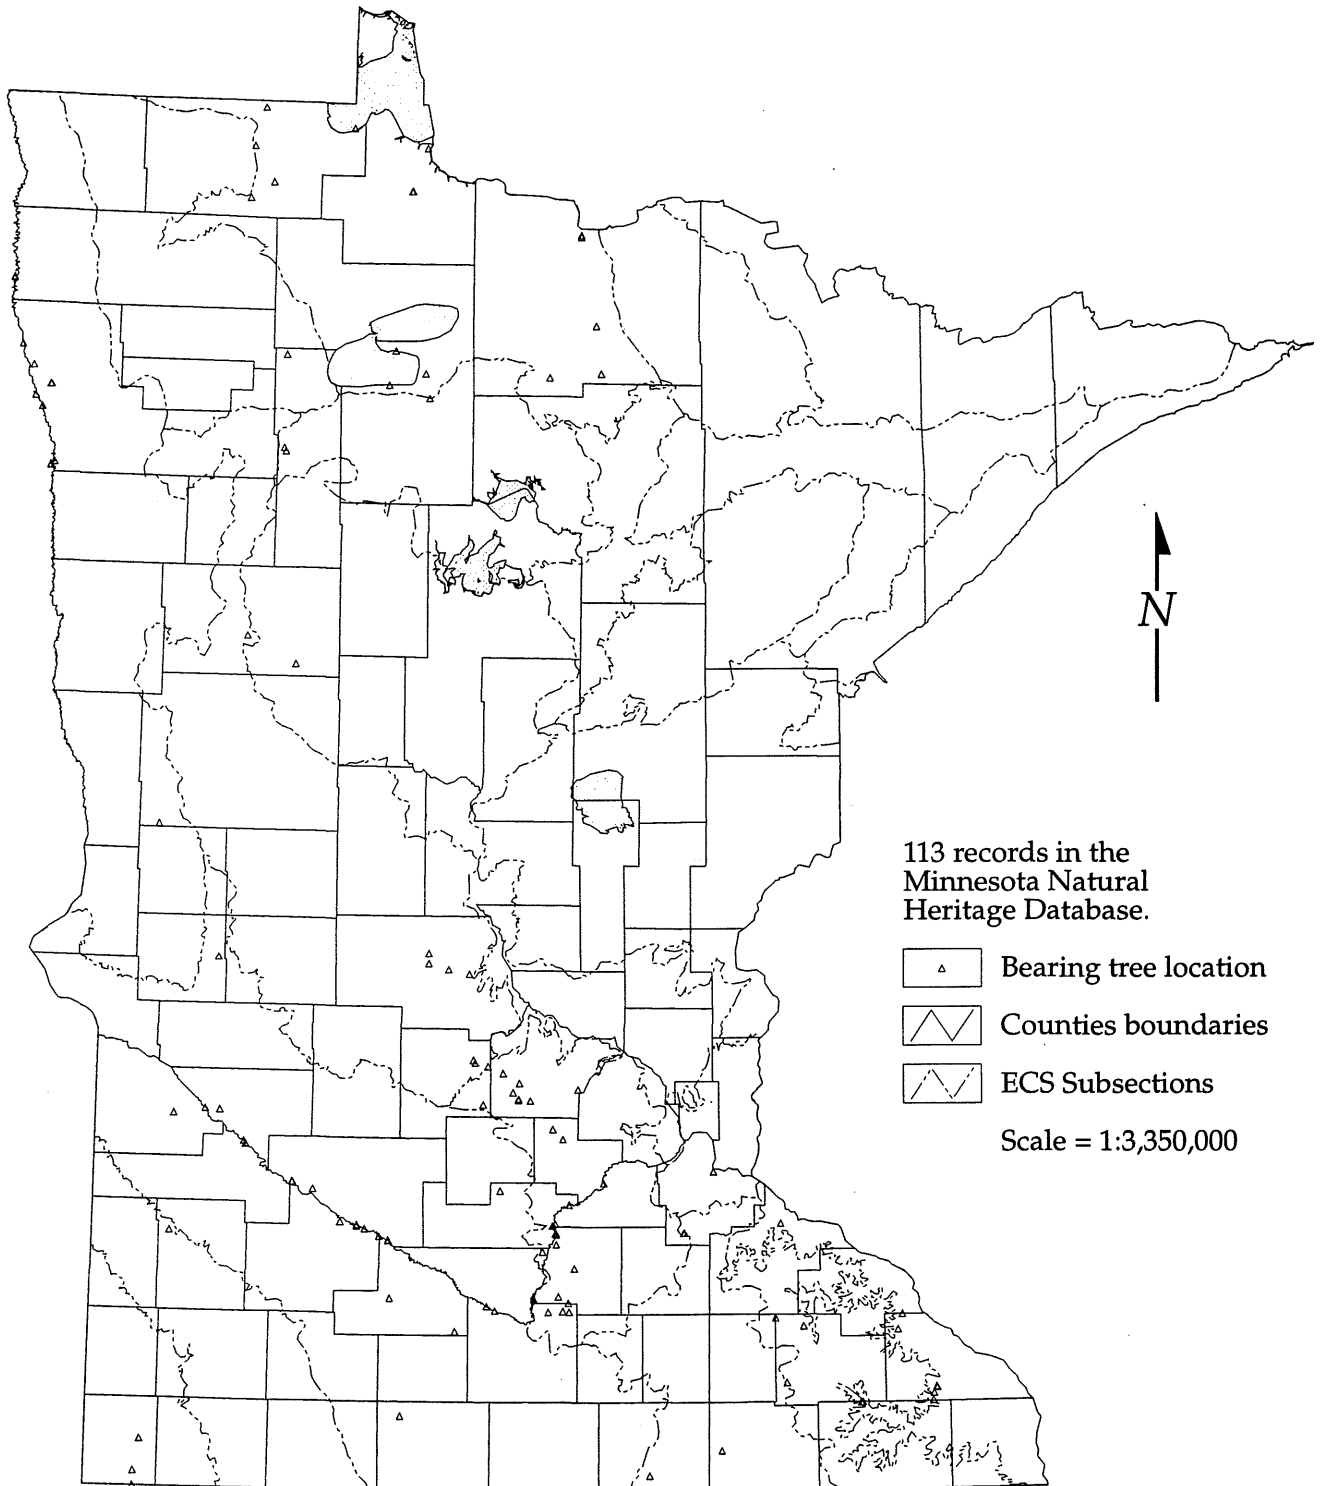 N
113 records in the
Minnesota Natural
Heritage Database.
Bearing tree location
Counties boundaries
ECS Subsections
Scale = 1:3,350,000